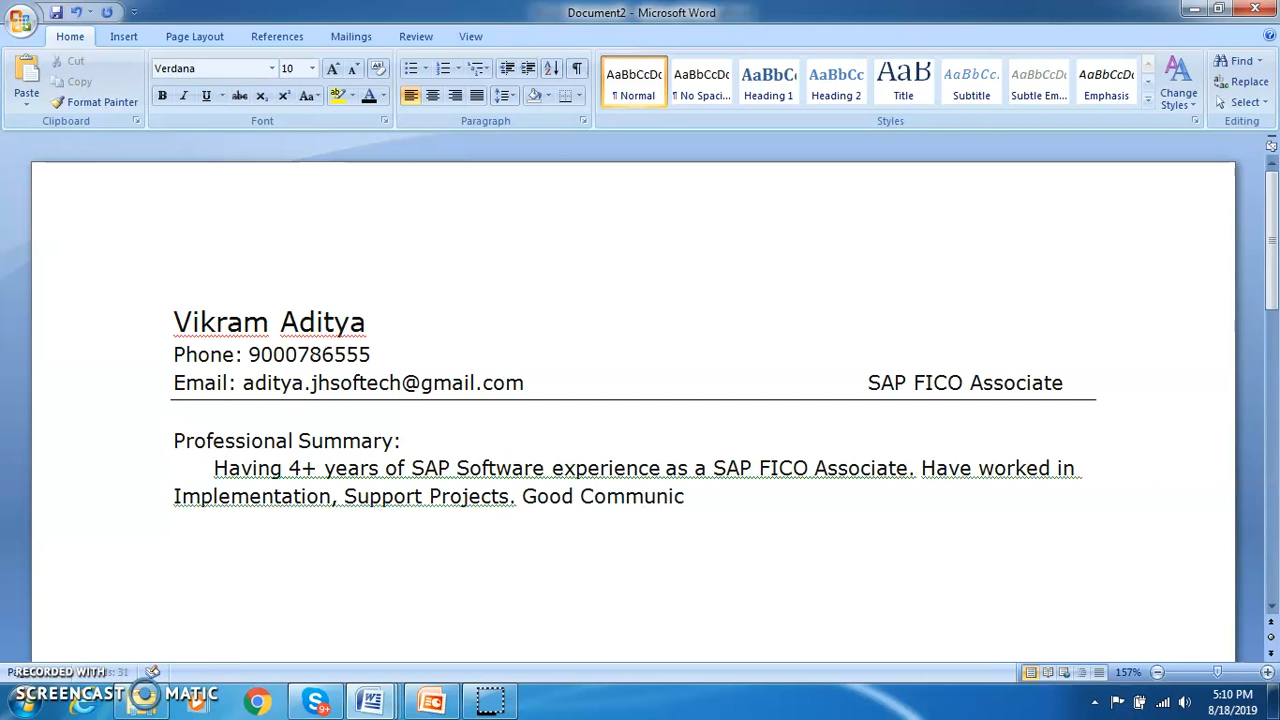 Document2 - Microsoft Word
Home Insert Page Layout References Mailings Review View
Paste Cut Copy Format Painter Clipboard
Verdana 10 Font
Paragraph
AaBbCcDc ¶ Normal
AaBbCcDc ¶ No Spaci...
AaBbC Heading 1
AaBbCc Heading 2
AaB Title
AaBbCc. Subtitle
AaBbCcDc Subtle Em...
AaBbCcDc Emphasis
Change Styles Styles
Find Replace Select Editing
Vikram Aditya
Phone: 9000786555
Email: aditya.jhsoftech@gmail.com SAP FICO Associate
Professional Summary:
Having 4+ years of SAP Software experience as a SAP FICO Associate. Have worked in
Implementation, Support Projects. Good Communic
157%
RECORDED WITH
SCREENCAST MATIC
9+
5:10 PM
8/18/2019